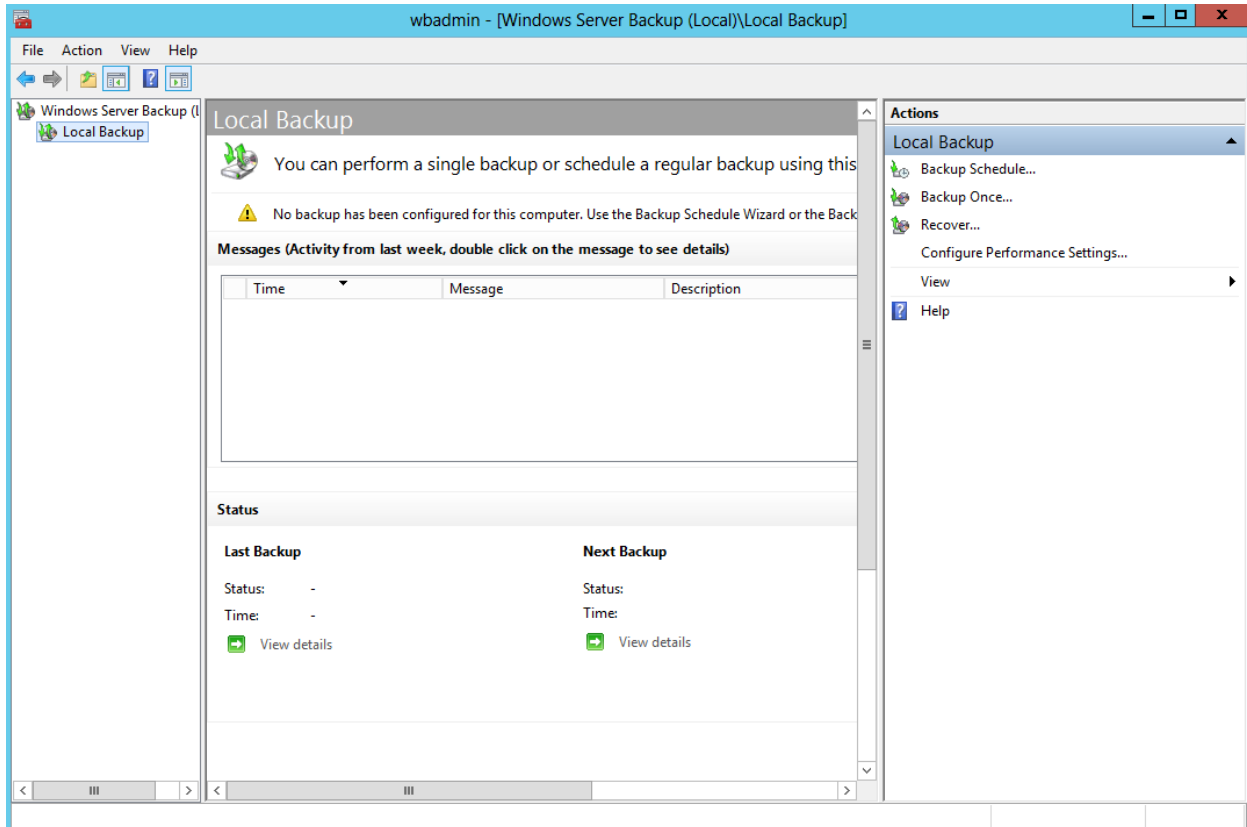 wbadmin - [Windows Server Backup (Local)\Local Backup]
File Action View Help
Windows Server Backup (L
Local Backup
Local Backup
You can perform a single backup or schedule a regular backup using this
No backup has been configured for this computer. Use the Backup Schedule Wizard or the Back
Messages (Activity from last week, double click on the message to see details)
Time Message Description
Status
Last Backup Next Backup
Status: - Status:
Time: - Time:
View details View details
Actions
Local Backup
Backup Schedule...
Backup Once...
Recover...
Configure Performance Settings...
View
Help